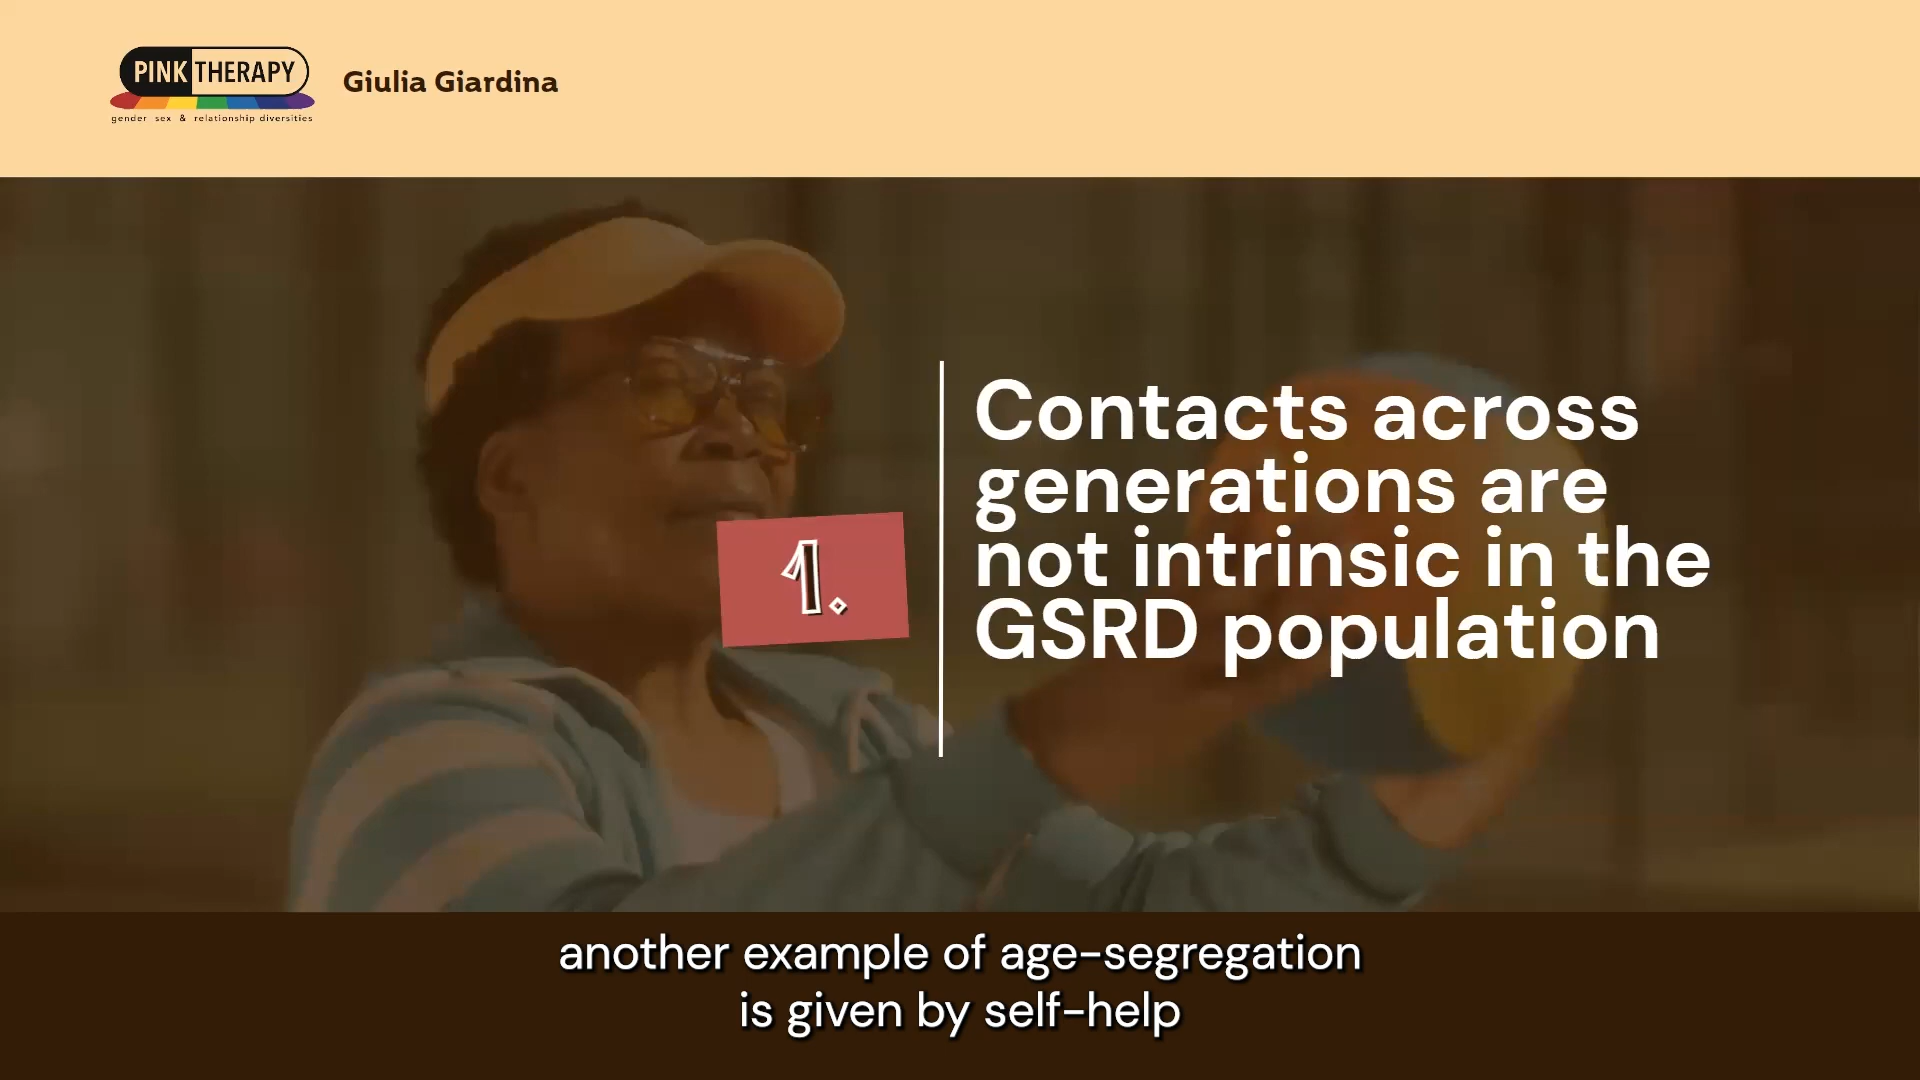 PINK THERAPY
gender sex & relationship diversities
Giulia Giardina
1.
Contacts across
generations are
not intrinsic in the
GSRD population
another example of age-segregation
is given by self-help